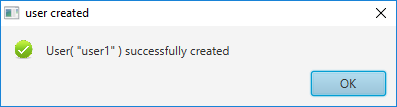 user created
User( "user1" ) successfully created
OK